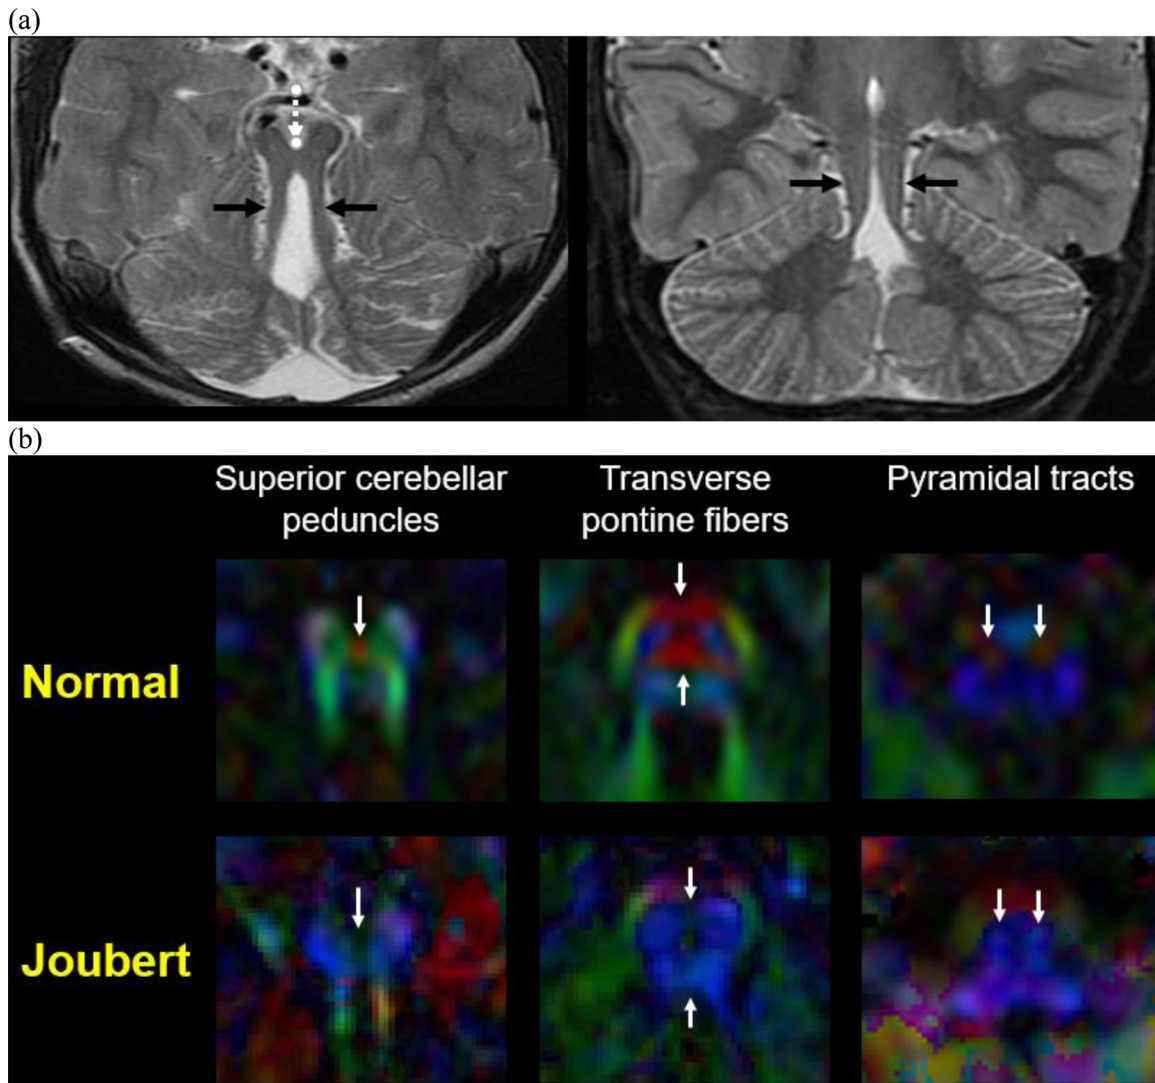 (a)
(b)
Superior cerebellar peduncles
Transverse pontine fibers
Pyramidal tracts
Normal
Joubert